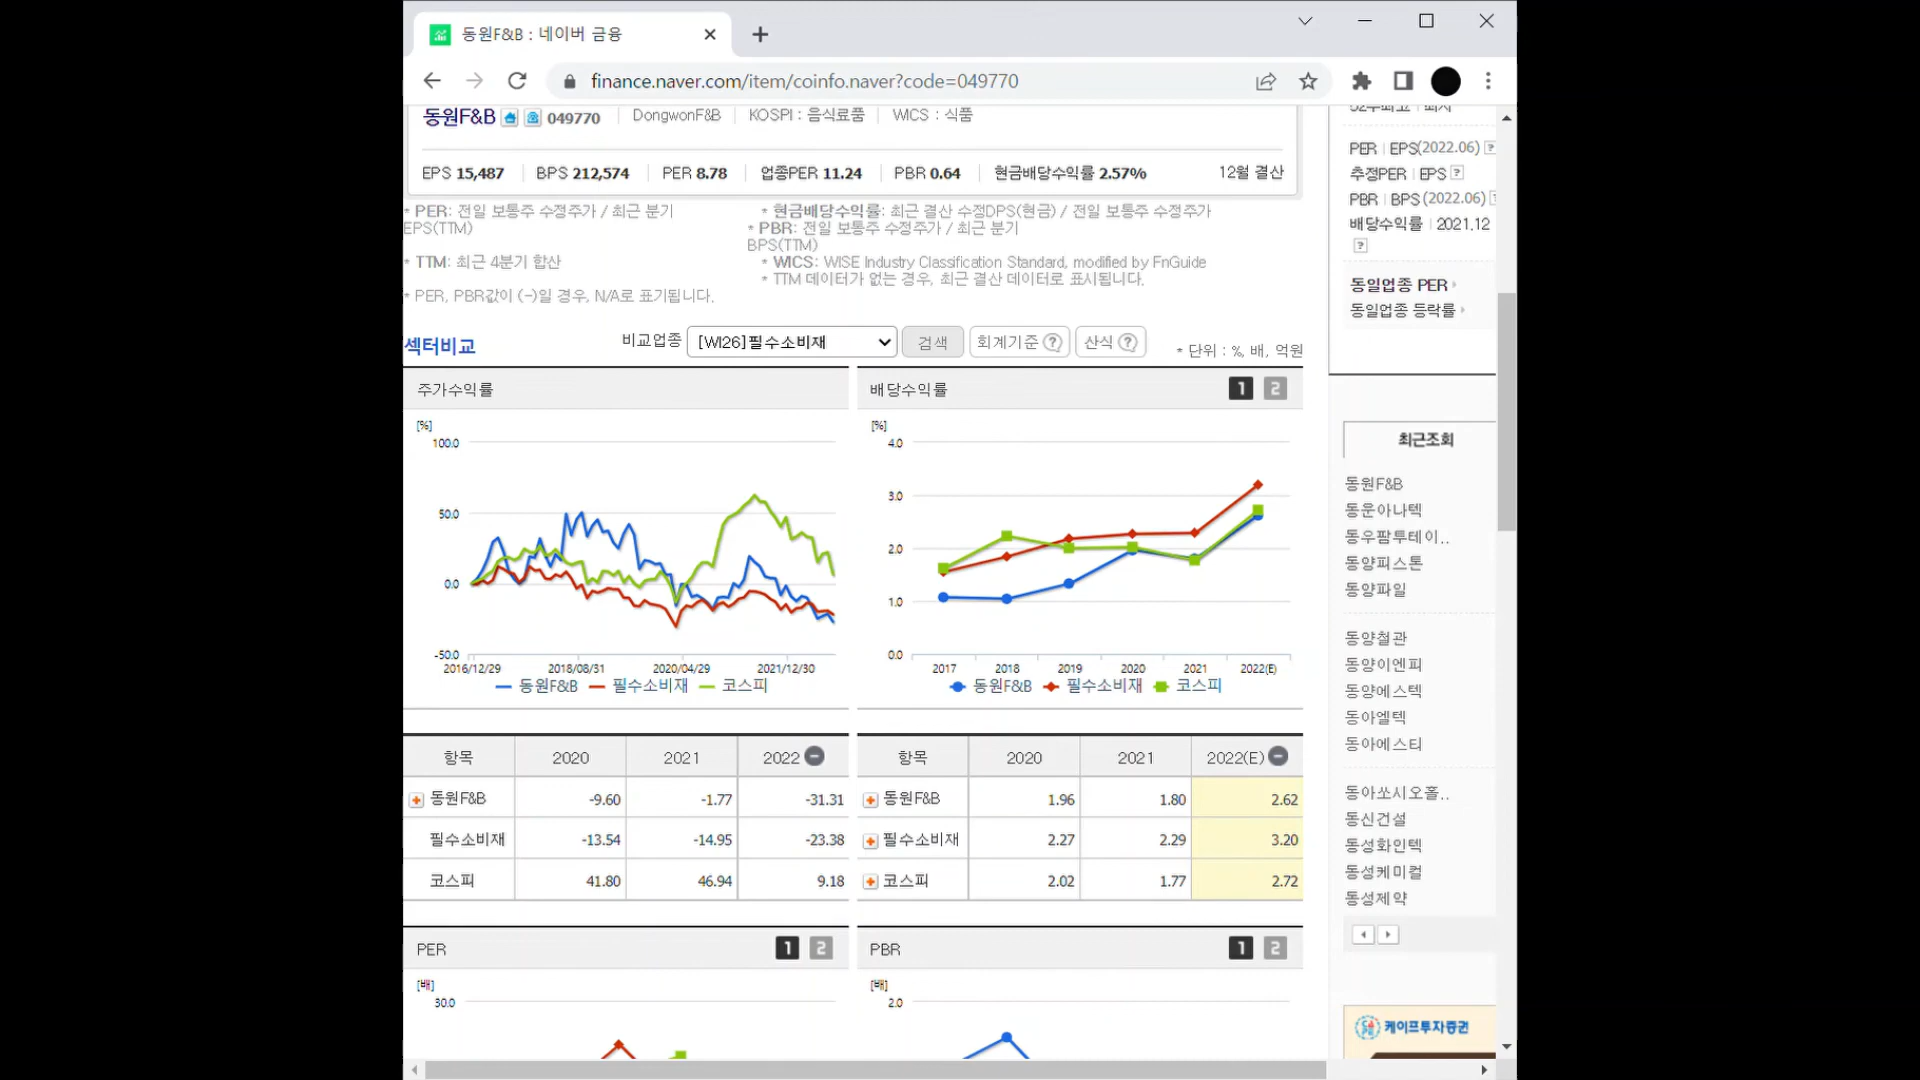 동원F&B : 네이버 금융
finance.naver.com/item/coinfo.naver?code=049770
동원F&B 049770 DongwonF&B KOSPI : 음식료품 WICS : 식품
EPS 15,487 BPS 212,574 PER 8.78 업종PER 11.24 PBR 0.64 현금배당수익률 2.57% 12월 결산
* PER: 전일 보통주 수정주가 / 최근 분기
EPS(TTM)
* TTM: 최근 4분기 합산
* PER, PBR값이 (-)일 경우, N/A로 표기됩니다.
* 현금배당수익률: 최근 결산 수정DPS(현금) / 전일 보통주 수정주가
* PBR: 전일 보통주 수정주가 / 최근 분기
BPS(TTM)
* WICS: WISE Industry Classification Standard, modified by FnGuide
* TTM 데이터가 없는 경우, 최근 결산 데이터로 표시됩니다.
섹터비교 비교업종 [WI26]필수소비재 검색 회계기준 ? 산식 ? * 단위 : %, 배, 억원
주가수익률
[%]
100.0
50.0
0.0
-50.0
2016/12/29 2018/08/31 2020/04/29 2021/12/30
동원F&B 필수소비재 코스피
배당수익률 1 2
[%]
4.0
3.0
2.0
1.0
0.0
2017 2018 2019 2020 2021 2022(E)
동원F&B 필수소비재 코스피
항목 2020 2021 2022
동원F&B -9.60 -1.77 -31.31
필수소비재 -13.54 -14.95 -23.38
코스피 41.80 46.94 9.18
항목 2020 2021 2022(E)
동원F&B 1.96 1.80 2.62
필수소비재 2.27 2.29 3.20
코스피 2.02 1.77 2.72
PER 1 2
[배]
30.0
PBR 1 2
[배]
2.0
PER EPS(2022.06) ?
추정PER EPS ?
PBR BPS (2022.06)
배당수익률 2021.12
?
동일업종 PER
동일업종 등락률
최근조회
동원F&B
동운아나텍
동우팜투테이..
동양피스톤
동양파일
동양철관
동양이엔피
동양에스텍
동아엘텍
동아에스티
동아쏘시오홀..
동신건설
동성화인텍
동성케미컬
동성제약
케이프투자증권